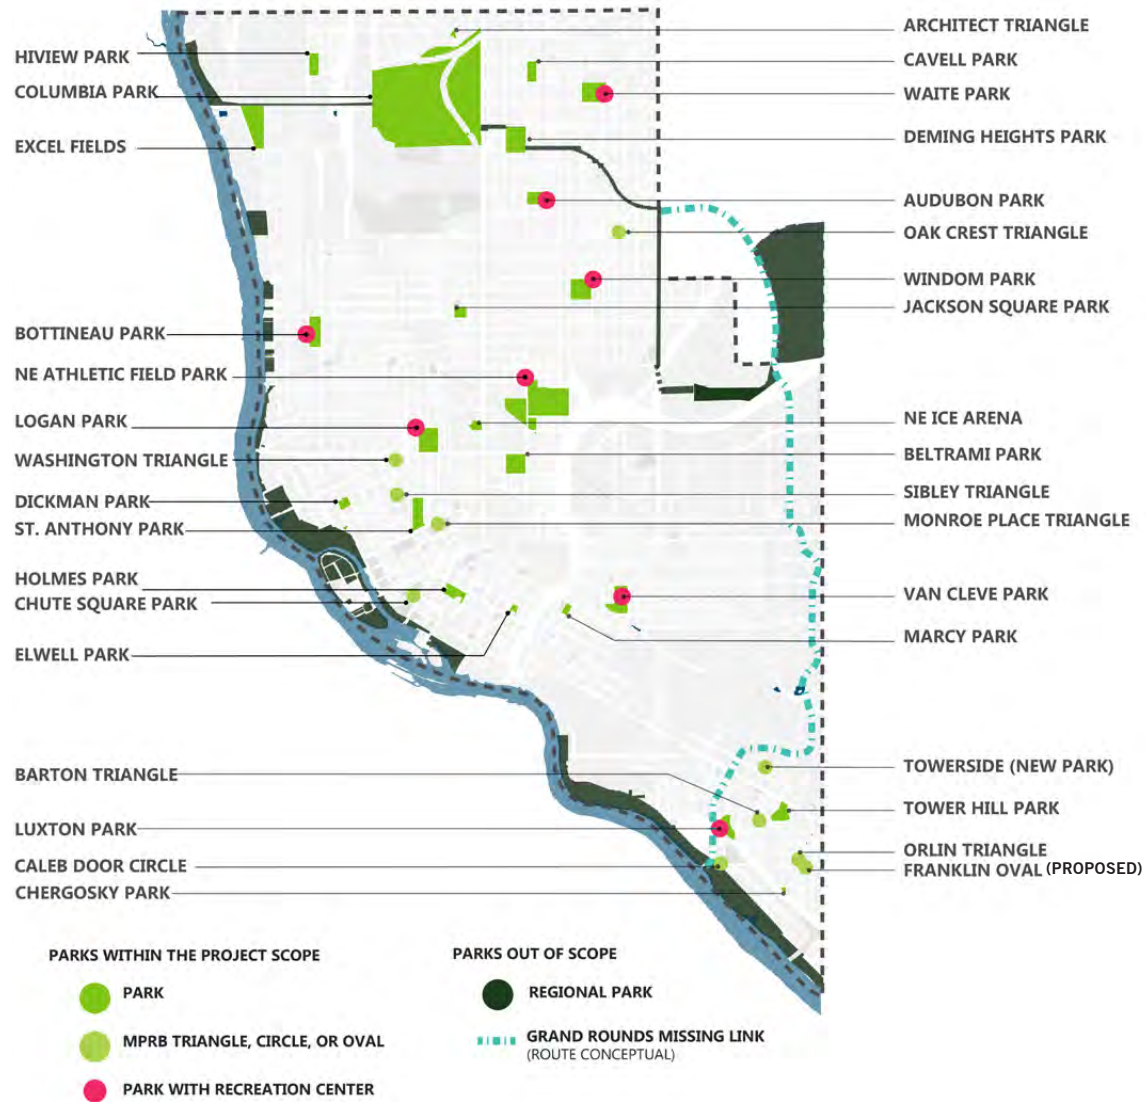 HIVIEW PARK
COLUMBIA PARK
EXCEL FIELDS
BOTTINEAU PARK
NE ATHLETIC FIELD PARK
LOGAN PARK
WASHINGTON TRIANGLE
DICKMAN PARK
ST. ANTHONY PARK
HOLMES PARK
CHUTE SQUARE PARK
ELWELL PARK
BARTON TRIANGLE
LUXTON PARK
CALEB DOOR CIRCLE
CHERGOSKY PARK
ARCHITECT TRIANGLE
CAVELL PARK
WAITE PARK
DEMING HEIGHTS PARK
AUDUBON PARK
OAK CREST TRIANGLE
WINDOM PARK
JACKSON SQUARE PARK
NE ICE ARENA
BELTRAMI PARK
SIBLEY TRIANGLE
MONROE PLACE TRIANGLE
VAN CLEVE PARK
MARCY PARK
TOWERSIDE (NEW PARK)
TOWER HILL PARK
ORLIN TRIANGLE
FRANKLIN OVAL (PROPOSED)
PARKS WITHIN THE PROJECT SCOPE
PARK
MPRB TRIANGLE, CIRCLE, OR OVAL
PARK WITH RECREATION CENTER
PARKS OUT OF SCOPE
REGIONAL PARK
GRAND ROUNDS MISSING LINK
(ROUTE CONCEPTUAL)